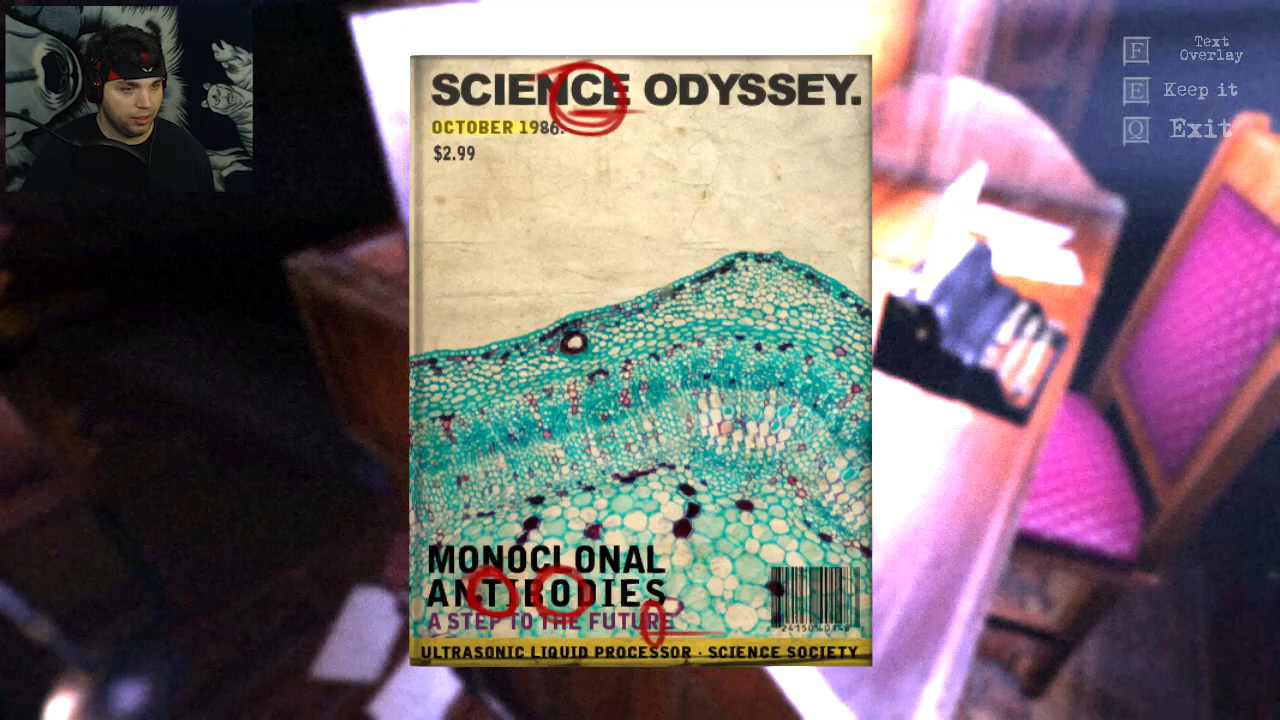 SCIENCE ODYSSEY.
OCTOBER 1986.
$2.99
MONOCLONAL
ANTIBODIES
A STEP TO THE FUTURE
ULTRASONIC LIQUID PROCESSOR · SCIENCE SOCIETY
F Text
Overlay
E Keep it
Q Exit